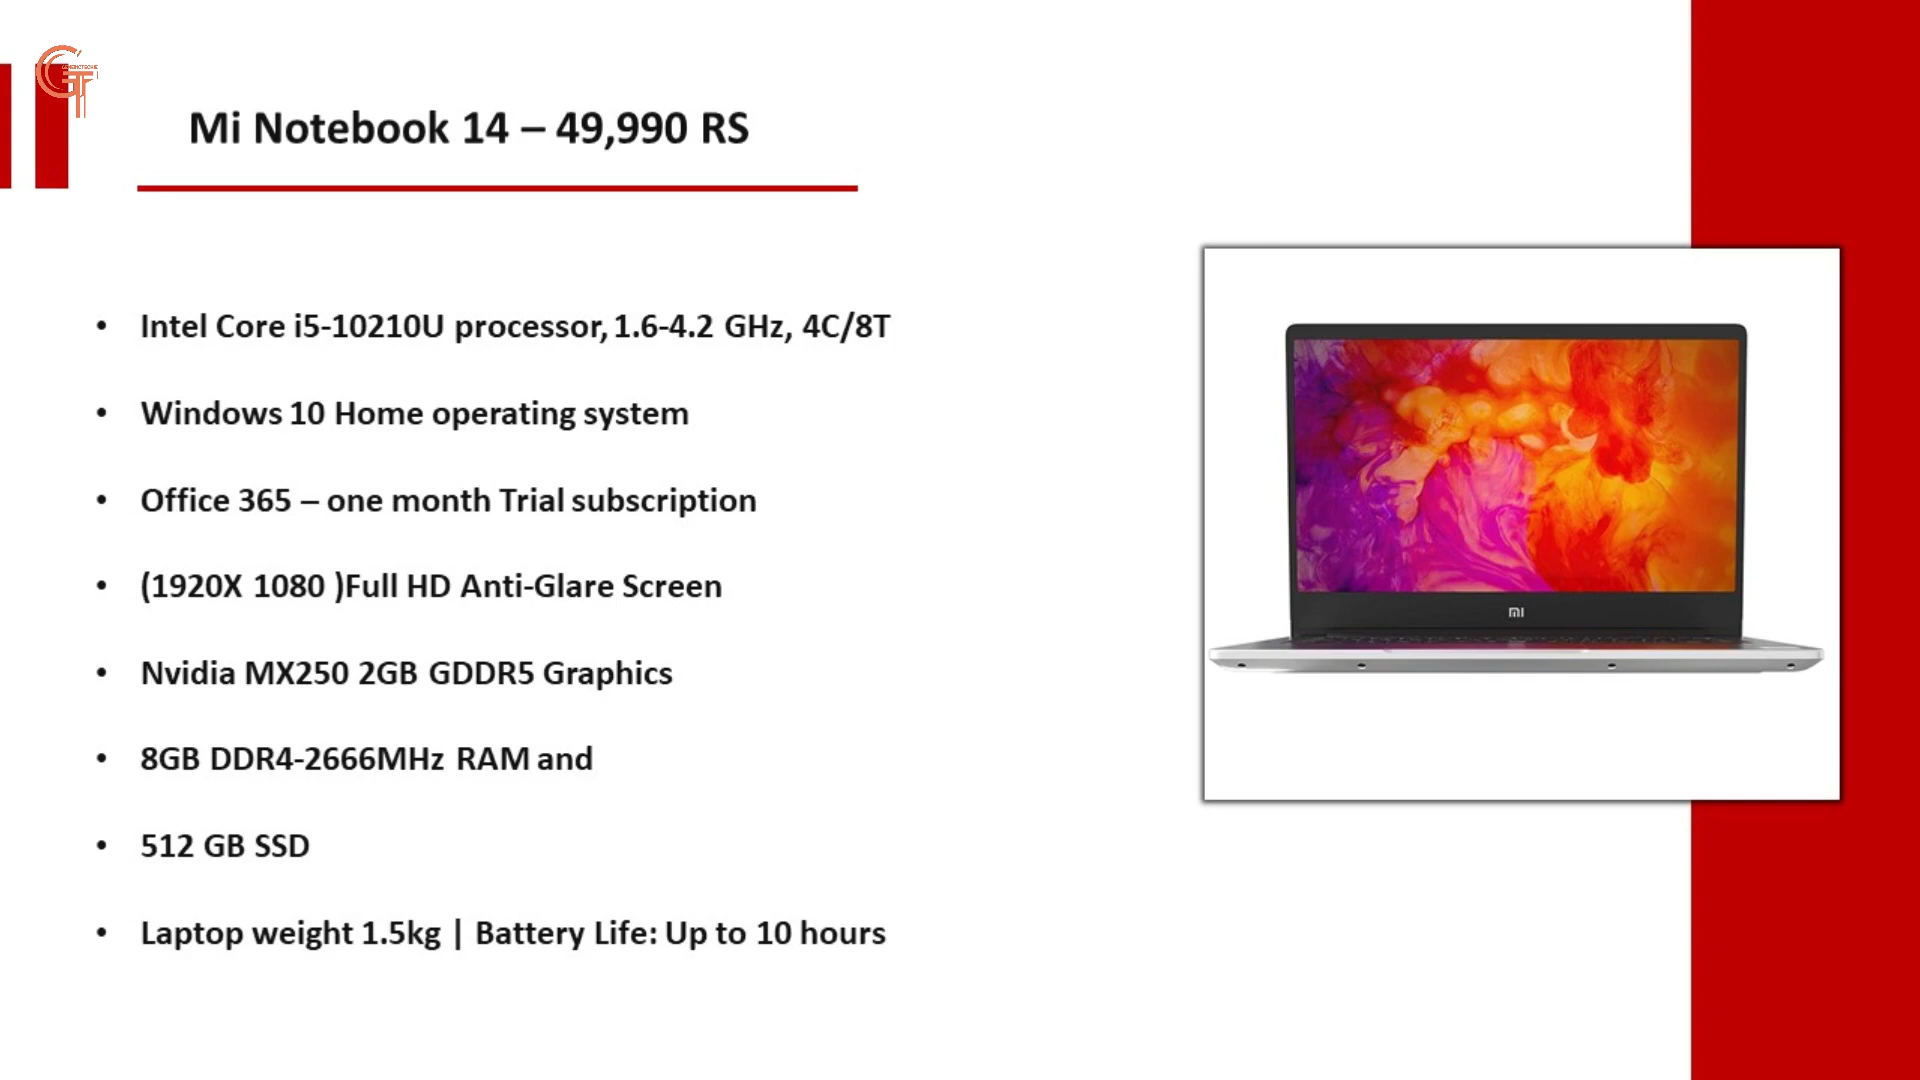 Mi Notebook 14 – 49,990 RS
• Intel Core i5-10210U processor, 1.6-4.2 GHz, 4C/8T
• Windows 10 Home operating system
• Office 365 – one month Trial subscription
• (1920X 1080 )Full HD Anti-Glare Screen
• Nvidia MX250 2GB GDDR5 Graphics
• 8GB DDR4-2666MHz RAM and
• 512 GB SSD
• Laptop weight 1.5kg | Battery Life: Up to 10 hours
mi